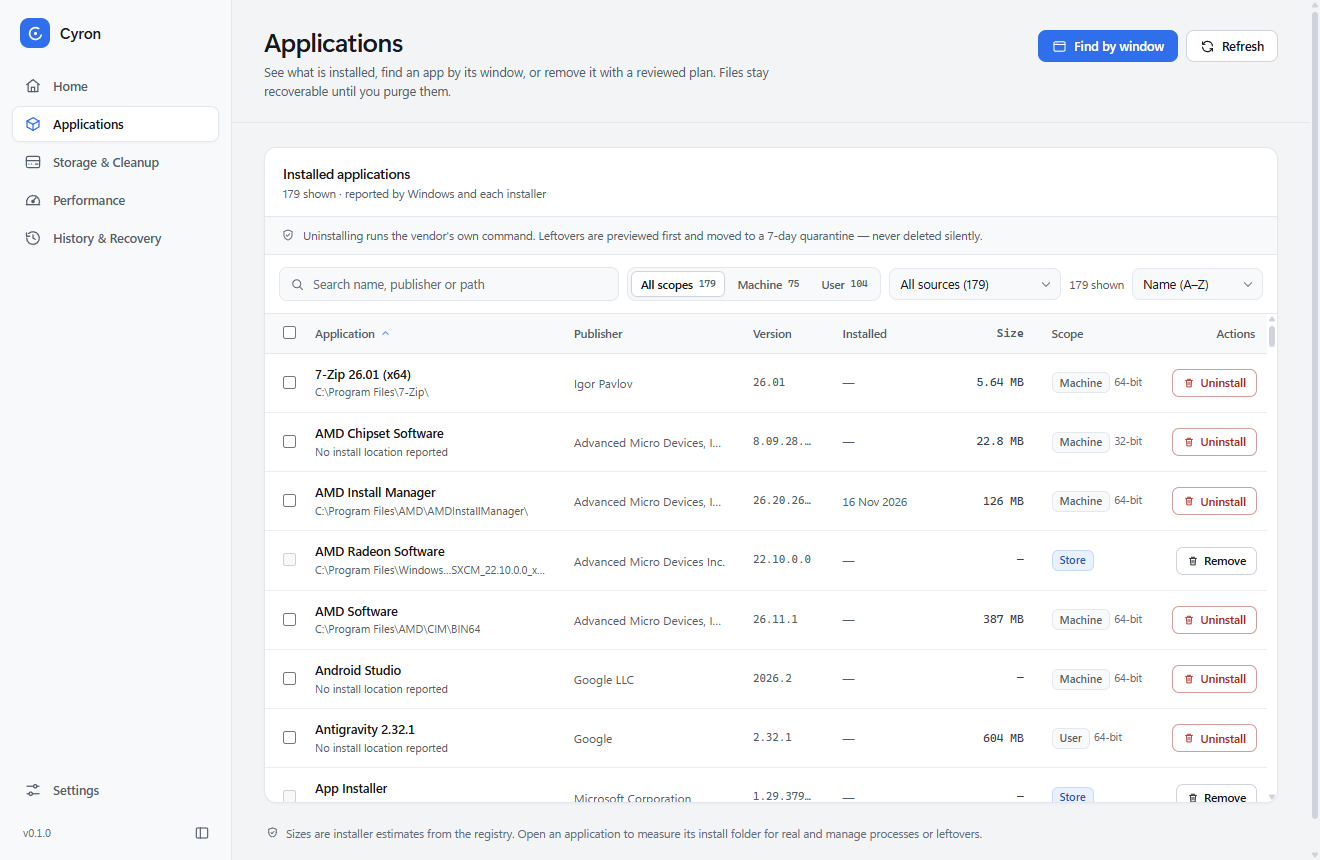 Cyron
Home
Applications
Storage & Cleanup
Performance
History & Recovery
Settings
v0.1.0
Applications
See what is installed, find an app by its window, or remove it with a reviewed plan. Files stay
recoverable until you purge them.
Find by window
Refresh
Installed applications
179 shown · reported by Windows and each installer
Uninstalling runs the vendor's own command. Leftovers are previewed first and moved to a 7-day quarantine — never deleted silently.
Search name, publisher or path
All scopes 179 Machine 75 User 104
All sources (179)
179 shown
Name (A–Z)
Application Publisher Version Installed Size Scope Actions
7-Zip 26.01 (x64)
C:\Program Files\7-Zip\
Igor Pavlov 26.01 — 5.64 MB Machine 64-bit Uninstall
AMD Chipset Software
No install location reported
Advanced Micro Devices, I... 8.09.28.… — 22.8 MB Machine 32-bit Uninstall
AMD Install Manager
C:\Program Files\AMD\AMDInstallManager\
Advanced Micro Devices, I... 26.20.26… 16 Nov 2026 126 MB Machine 64-bit Uninstall
AMD Radeon Software
C:\Program Files\Windows...SXCM_22.10.0.0_x...
Advanced Micro Devices Inc. 22.10.0.0 — – Store Remove
AMD Software
C:\Program Files\AMD\CIM\BIN64
Advanced Micro Devices, I... 26.11.1 — 387 MB Machine 64-bit Uninstall
Android Studio
No install location reported
Google LLC 2026.2 — – Machine 64-bit Uninstall
Antigravity 2.32.1
No install location reported
Google 2.32.1 — 604 MB User 64-bit Uninstall
App Installer
Microsoft Corporation 1.29.379… — – Store Remove
Sizes are installer estimates from the registry. Open an application to measure its install folder for real and manage processes or leftovers.